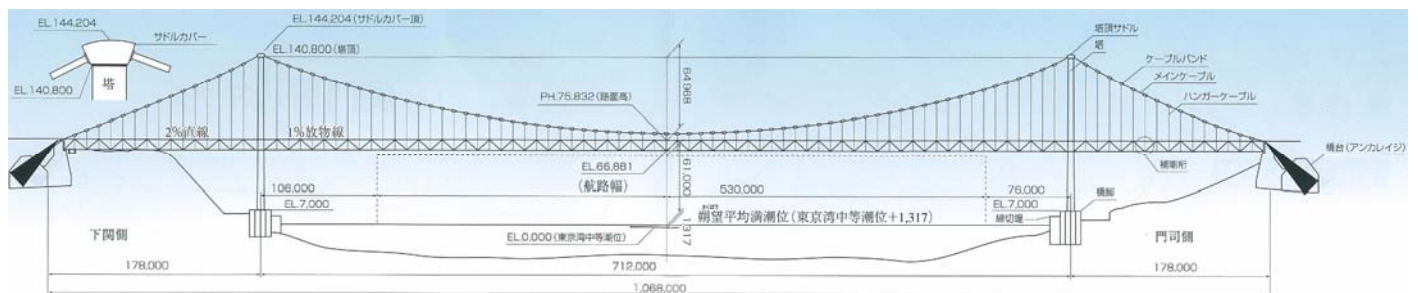 EL.144.204
サドルカバー
EL.140,800
塔
EL.144,204(サドルカバー頂)
EL.140,800(塔頂)
64,968
PH.75,832(路面高)
塔頂サドル
塔
ケーブルバンド
メインケーブル
ハンガーケーブル
2%直線
1%放物線
橋台(アンカレイジ)
補剛桁
EL.66,881
(航路幅)
61,000
106,000
530,000
76,000
EL.7,000
EL.7,000
橋脚
締切堤
朔望平均満潮位(東京湾中等潮位+1,317)
1,317
EL.0,000(東京湾中等潮位)
下関側
門司側
178,000
712,000
178,000
1,068,000